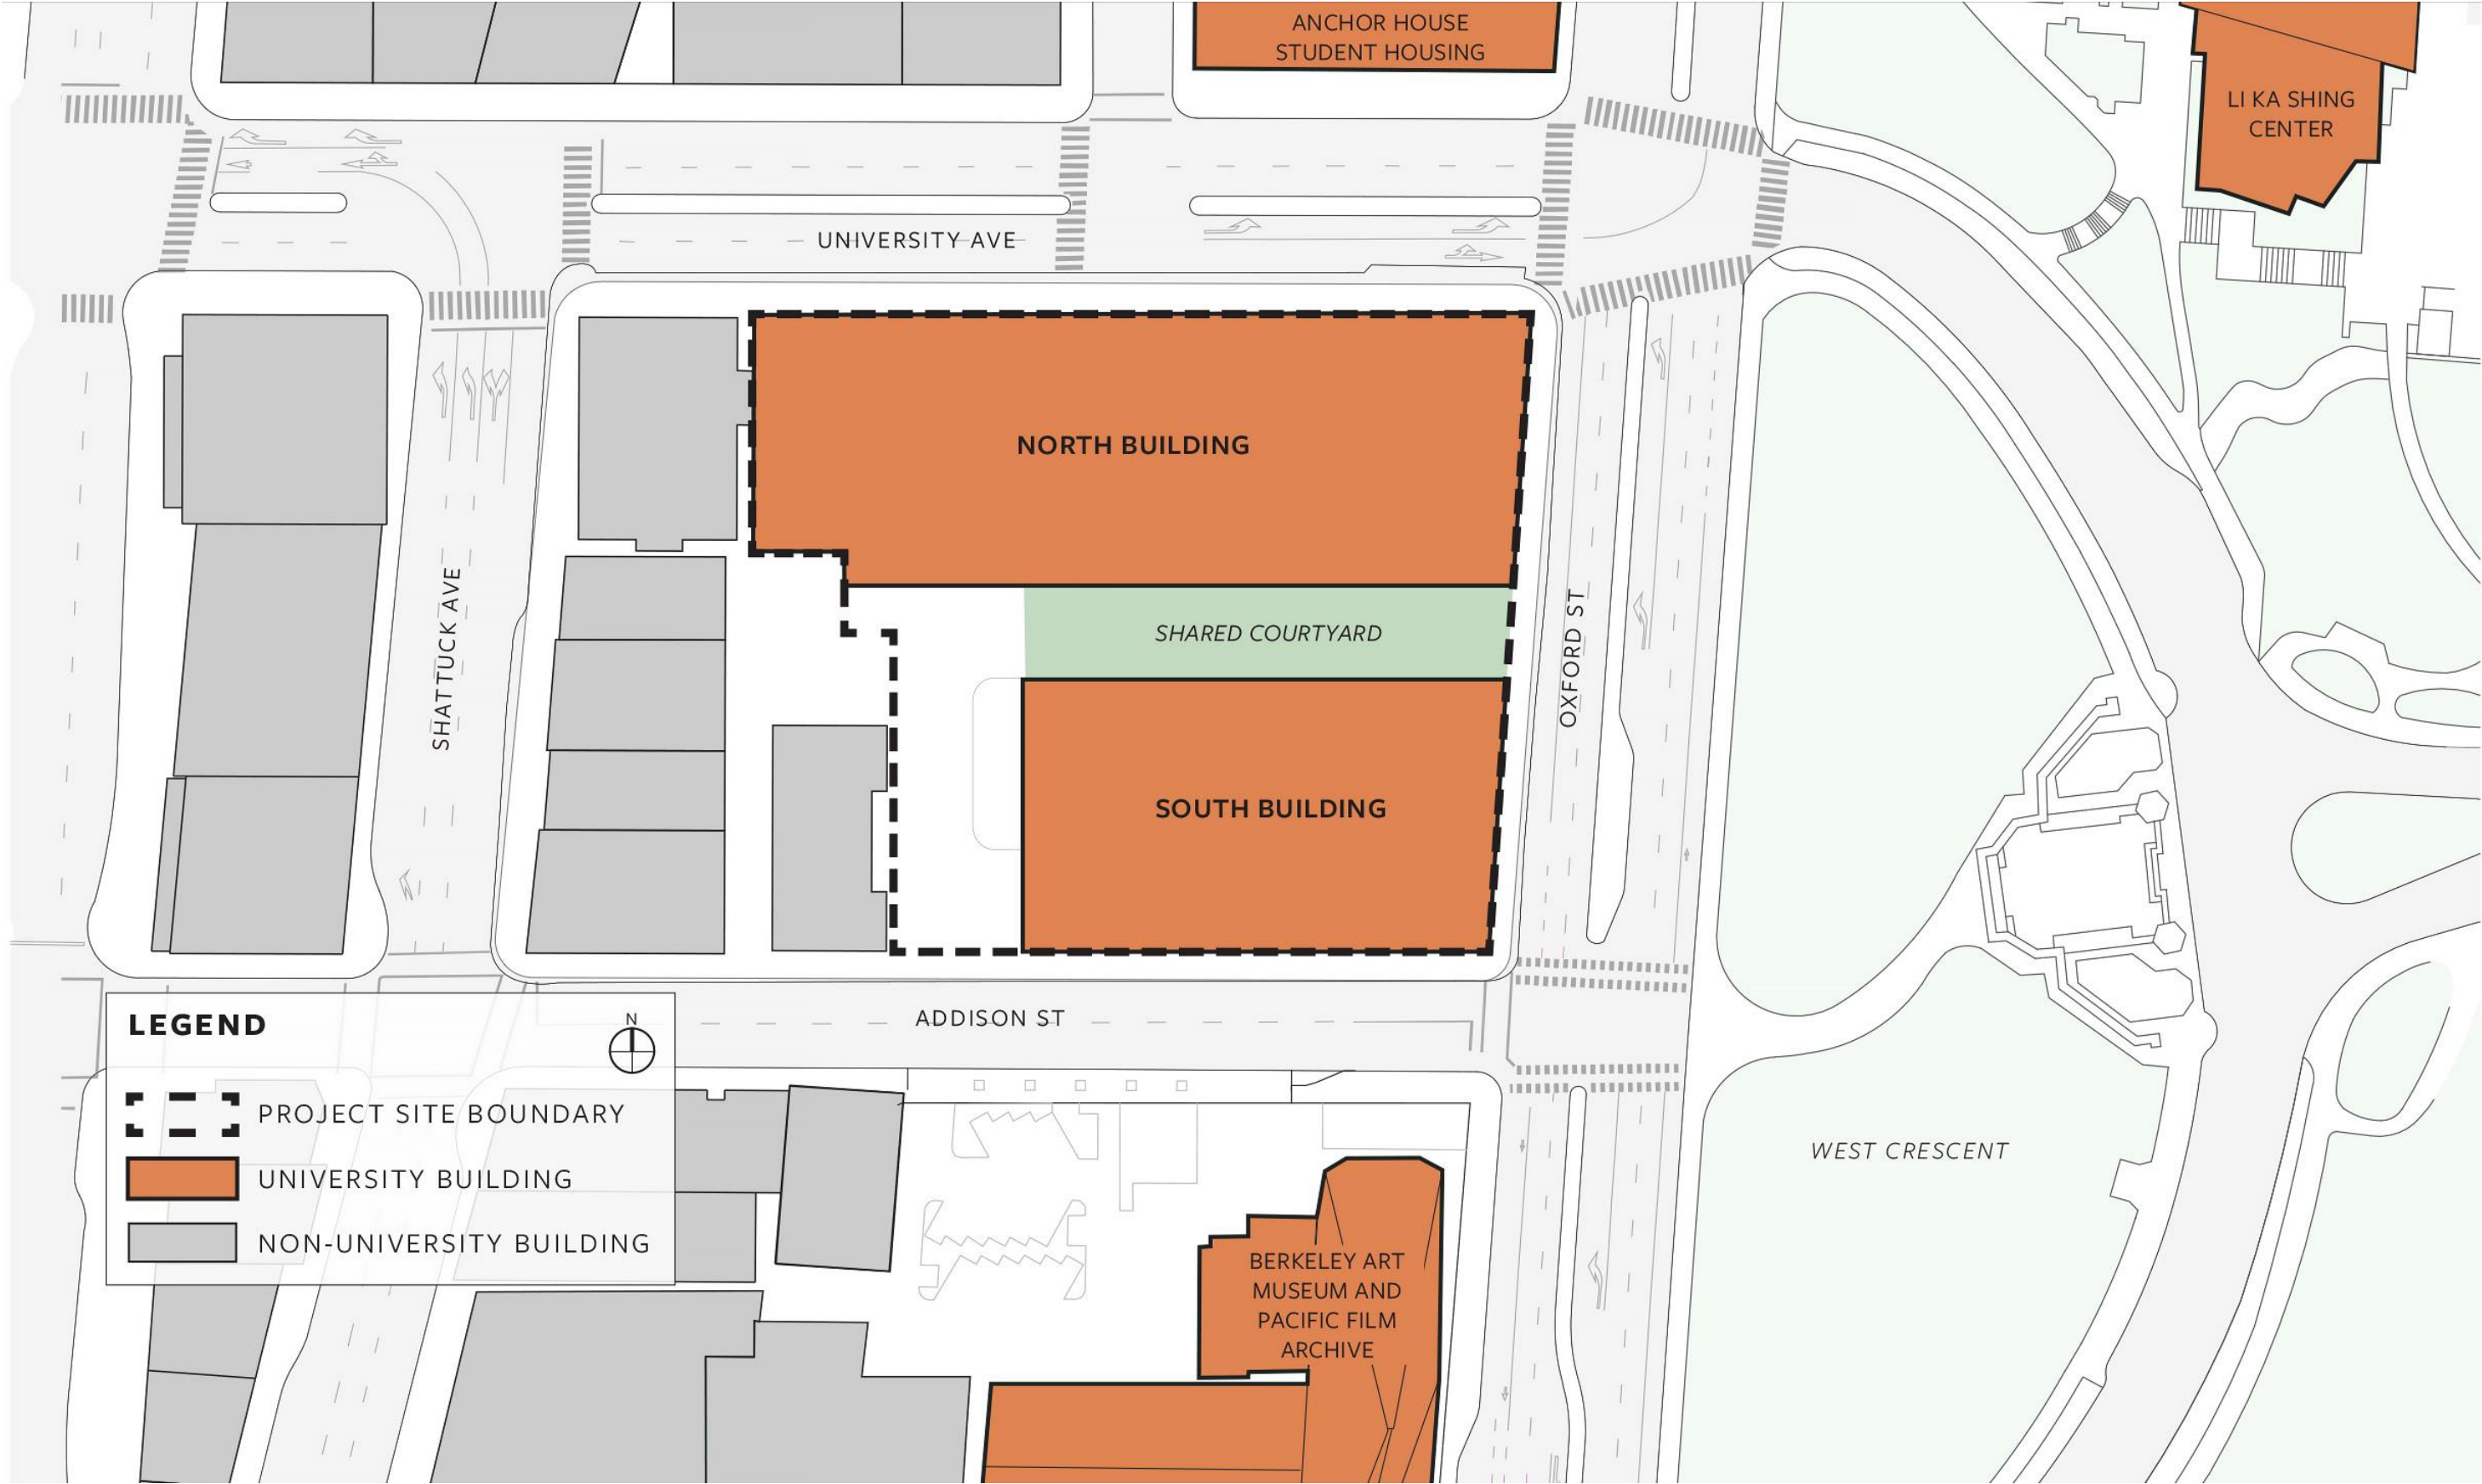 ANCHOR HOUSE
STUDENT HOUSING
LI KA SHING
CENTER
UNIVERSITY AVE
NORTH BUILDING
SHATTUCK AVE
SHARED COURTYARD
OXFORD ST
SOUTH BUILDING
ADDISON ST
LEGEND
N
PROJECT SITE BOUNDARY
UNIVERSITY BUILDING
NON-UNIVERSITY BUILDING
WEST CRESCENT
BERKELEY ART
MUSEUM AND
PACIFIC FILM
ARCHIVE